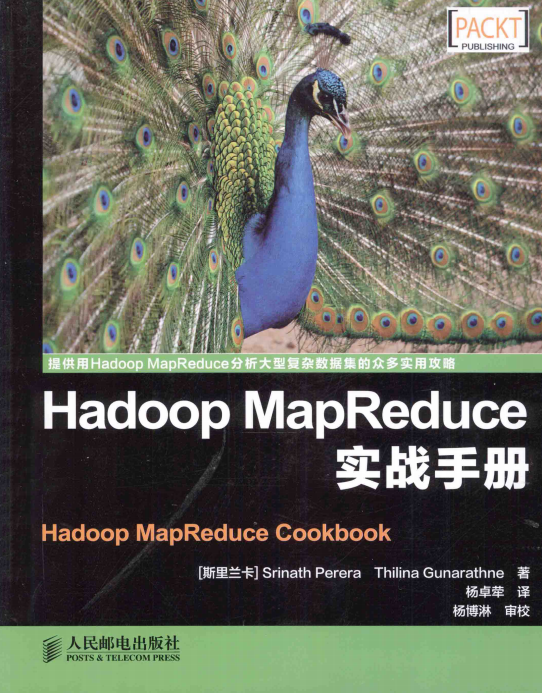 [PACKT]
PUBLISHING
提供用Hadoop MapReduce分析大型复杂数据集的众多实用攻略
Hadoop MapReduce
实战手册
Hadoop MapReduce Cookbook
[斯里兰卡] Srinath Perera Thilina Gunarathne 著
杨卓荦 译
杨博淋 审校
人民邮电出版社
POSTS & TELECOM PRESS